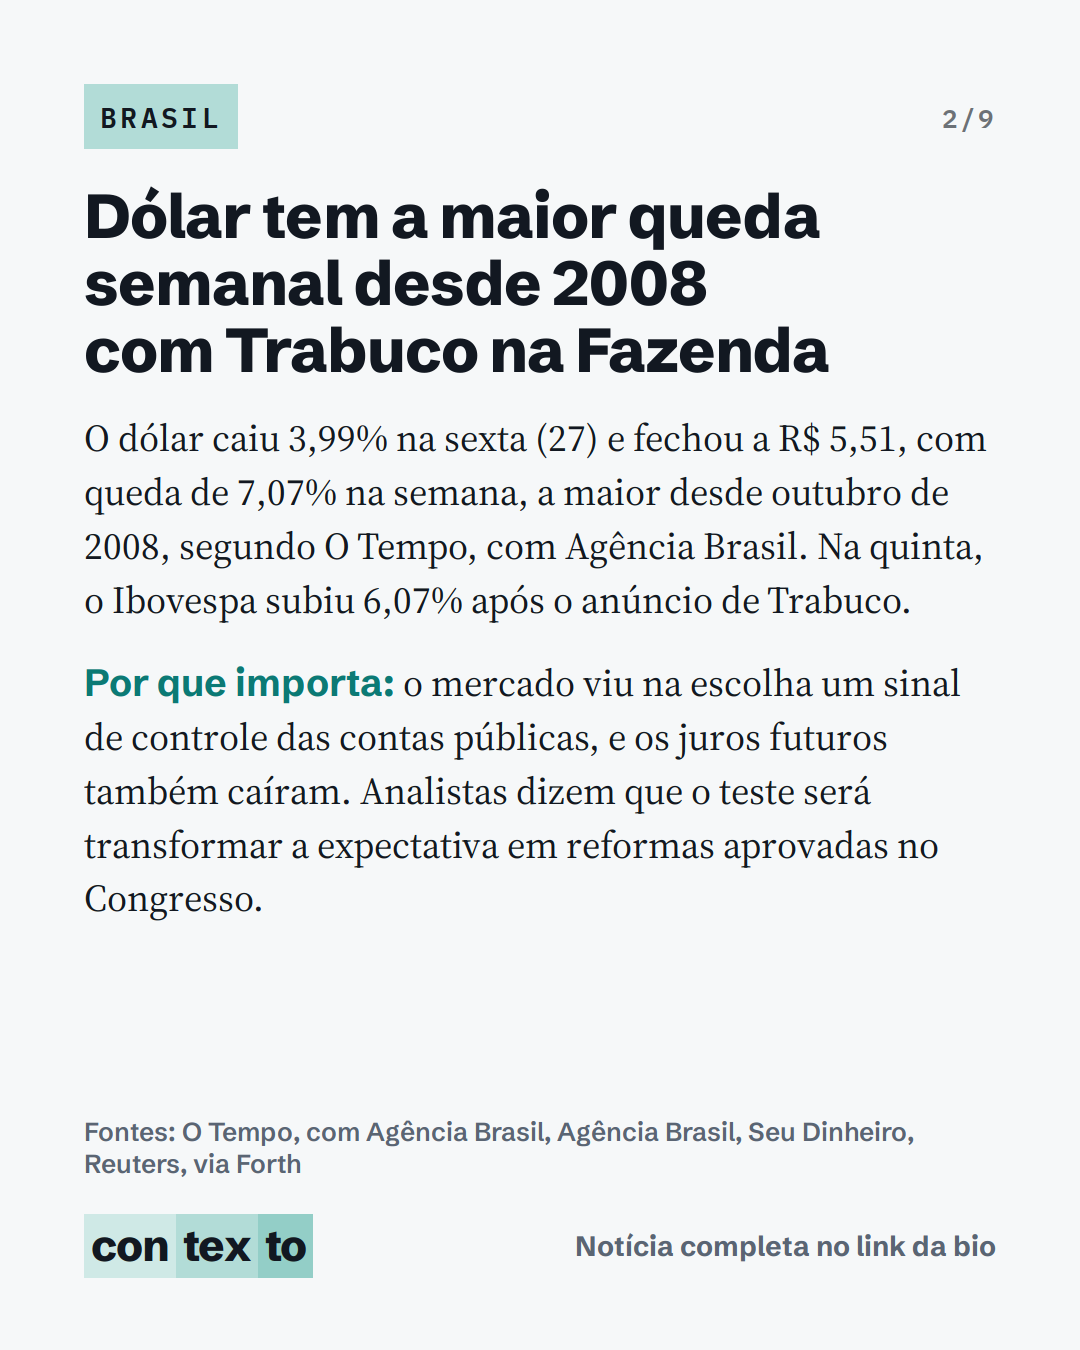 BRASIL
2/9
Dólar tem a maior queda
semanal desde 2008
com Trabuco na Fazenda
O dólar caiu 3,99% na sexta (27) e fechou a R$ 5,51, com
queda de 7,07% na semana, a maior desde outubro de
2008, segundo O Tempo, com Agência Brasil. Na quinta,
o Ibovespa subiu 6,07% após o anúncio de Trabuco.
Por que importa: o mercado viu na escolha um sinal
de controle das contas públicas, e os juros futuros
também caíram. Analistas dizem que o teste será
transformar a expectativa em reformas aprovadas no
Congresso.
Fontes: O Tempo, com Agência Brasil, Agência Brasil, Seu Dinheiro,
Reuters, via Forth
contexto
Notícia completa no link da bio